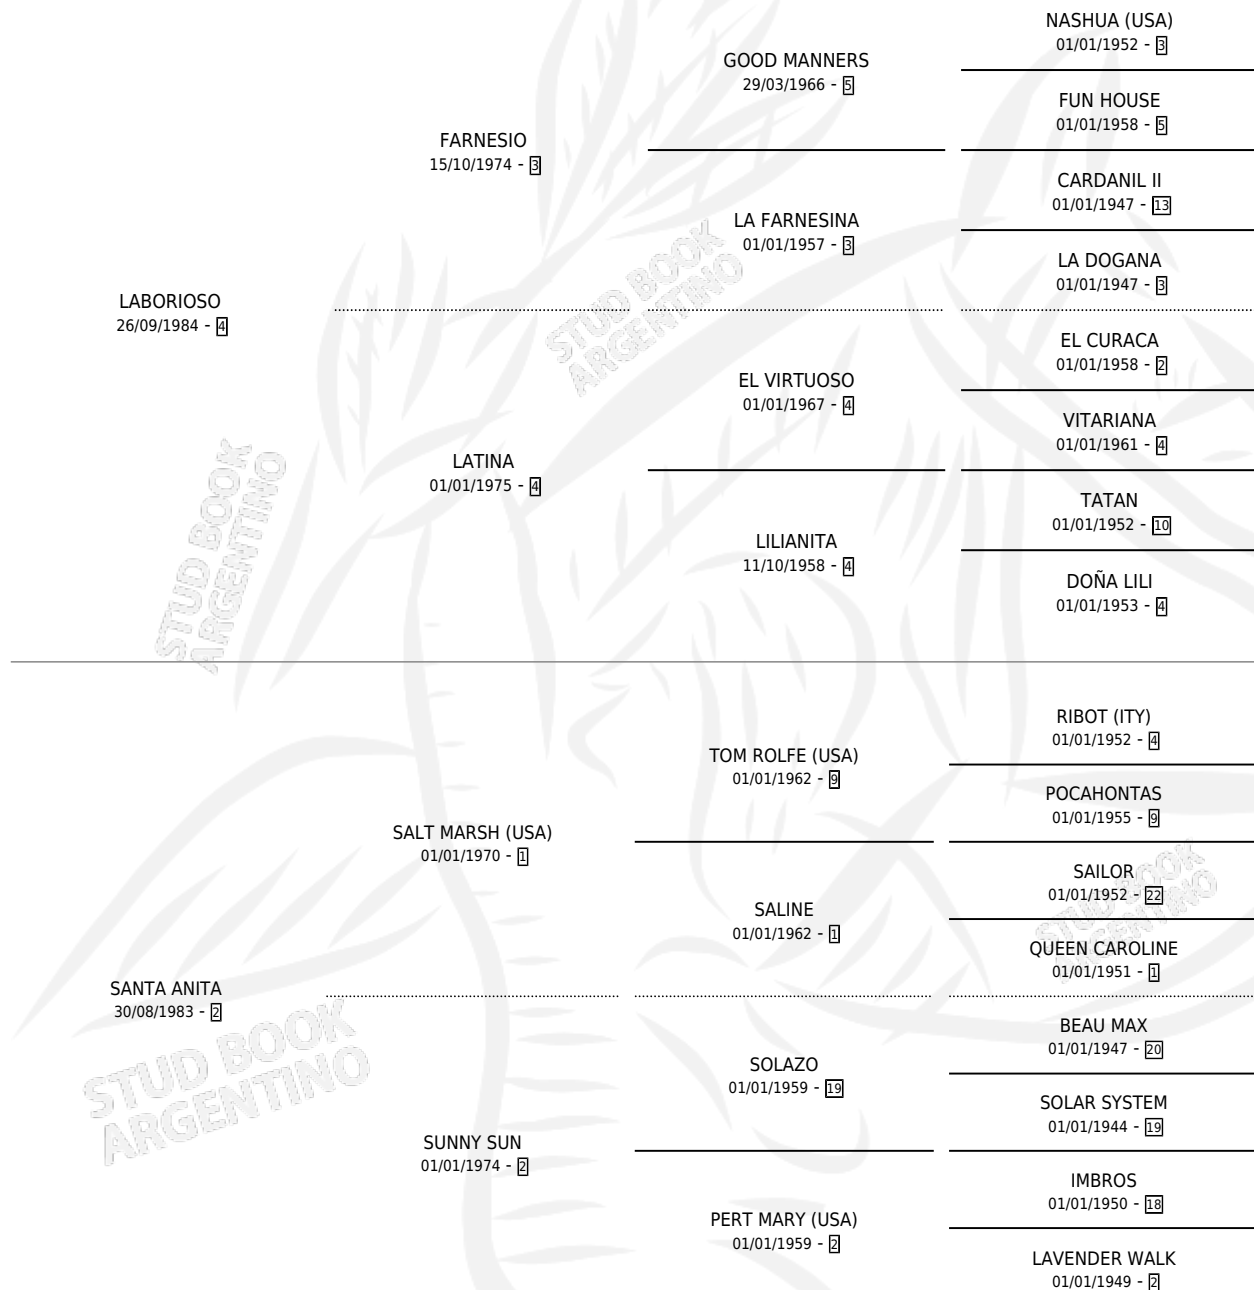 NASHUA (USA)
01/01/1952 - 3
GOOD MANNERS
29/03/1966 - 5
FUN HOUSE
01/01/1958 - 5
FARNESIO
15/10/1974 - 3
CARDANIL II
01/01/1947 - 13
LA FARNESINA
01/01/1957 - 3
LA DOGANA
01/01/1947 - 3
LABORIOSO
26/09/1984 - 4
STUD BOOK
ARGENTINO
EL CURACA
01/01/1958 - 2
EL VIRTUOSO
01/01/1967 - 4
VITARIANA
01/01/1961 - 4
LATINA
01/01/1975 - 4
TATAN
01/01/1952 - 10
LILIANITA
11/10/1958 - 4
DOÑA LILI
01/01/1953 - 4
STUD BOOK
ARGENTINO
RIBOT (ITY)
01/01/1952 - 4
TOM ROLFE (USA)
01/01/1962 - 9
POCAHONTAS
01/01/1955 - 9
SALT MARSH (USA)
01/01/1970 - 1
SAILOR
01/01/1952 - 22
SALINE
01/01/1962 - 1
QUEEN CAROLINE
01/01/1951 - 1
STUD BOOK
ARGENTINO
SANTA ANITA
30/08/1983 - 2
BEAU MAX
01/01/1947 - 20
SOLAZO
01/01/1959 - 19
SOLAR SYSTEM
01/01/1944 - 19
STUD BOOK
ARGENTINO
SUNNY SUN
01/01/1974 - 2
IMBROS
01/01/1950 - 18
PERT MARY (USA)
01/01/1959 - 2
LAVENDER WALK
01/01/1949 - 2